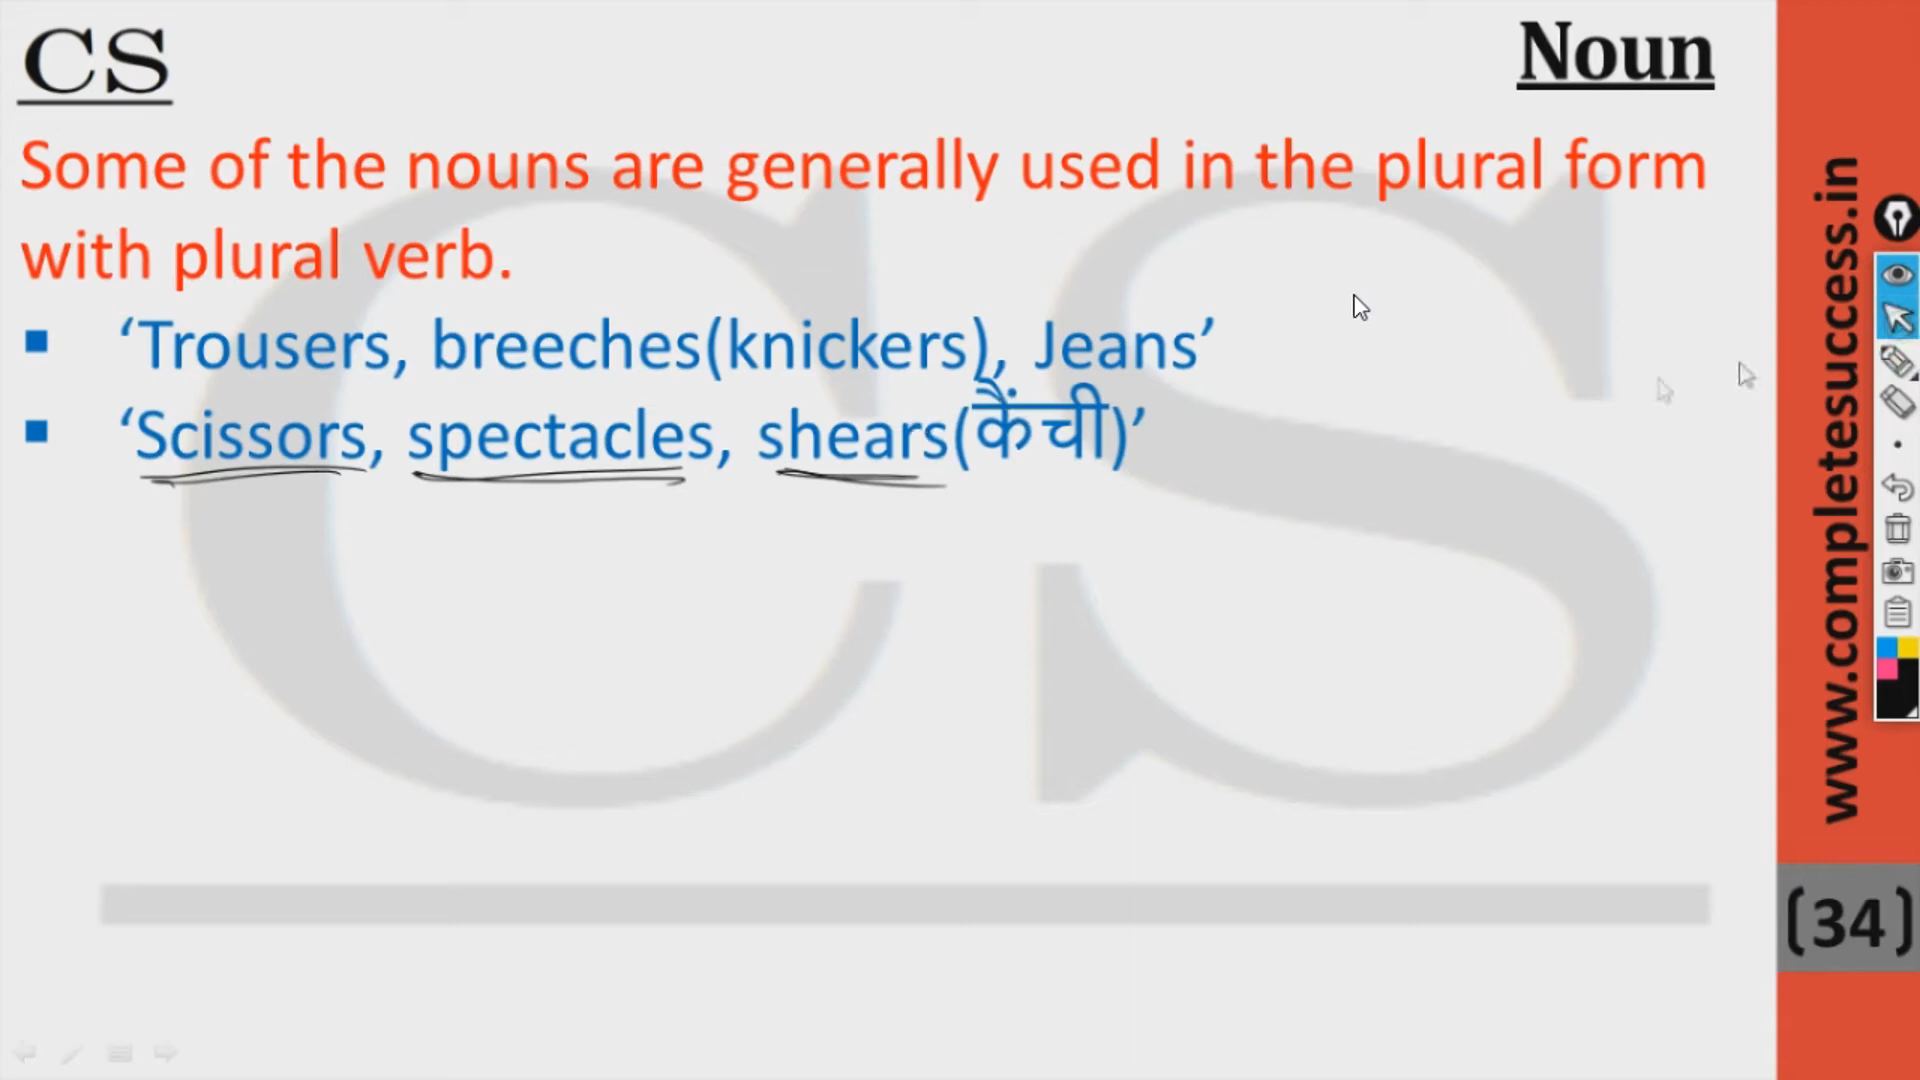 CS
Noun
Some of the nouns are generally used in the plural form
with plural verb.
▪ ‘Trousers, breeches(knickers), Jeans’
▪ ‘Scissors, spectacles, shears(कैंची)’
www.completesuccess.in
(34)
CS